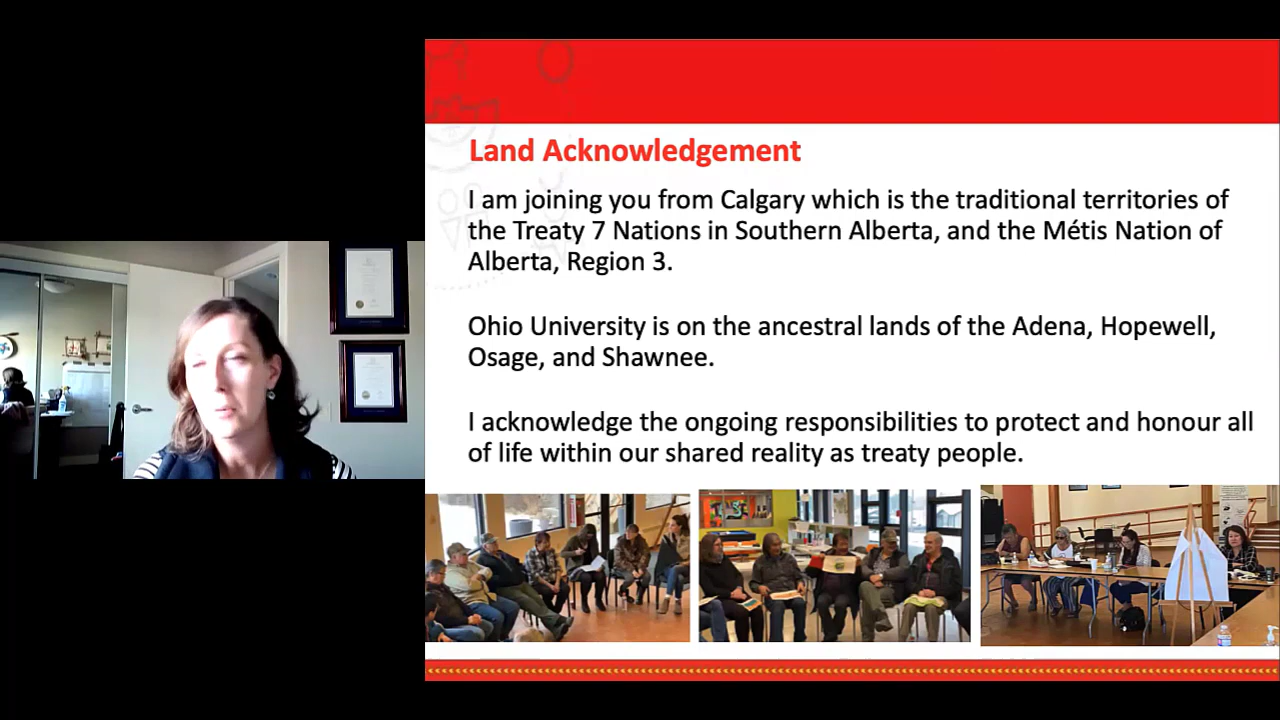 Land Acknowledgement
I am joining you from Calgary which is the traditional territories of
the Treaty 7 Nations in Southern Alberta, and the Métis Nation of
Alberta, Region 3.
Ohio University is on the ancestral lands of the Adena, Hopewell,
Osage, and Shawnee.
I acknowledge the ongoing responsibilities to protect and honour all
of life within our shared reality as treaty people.